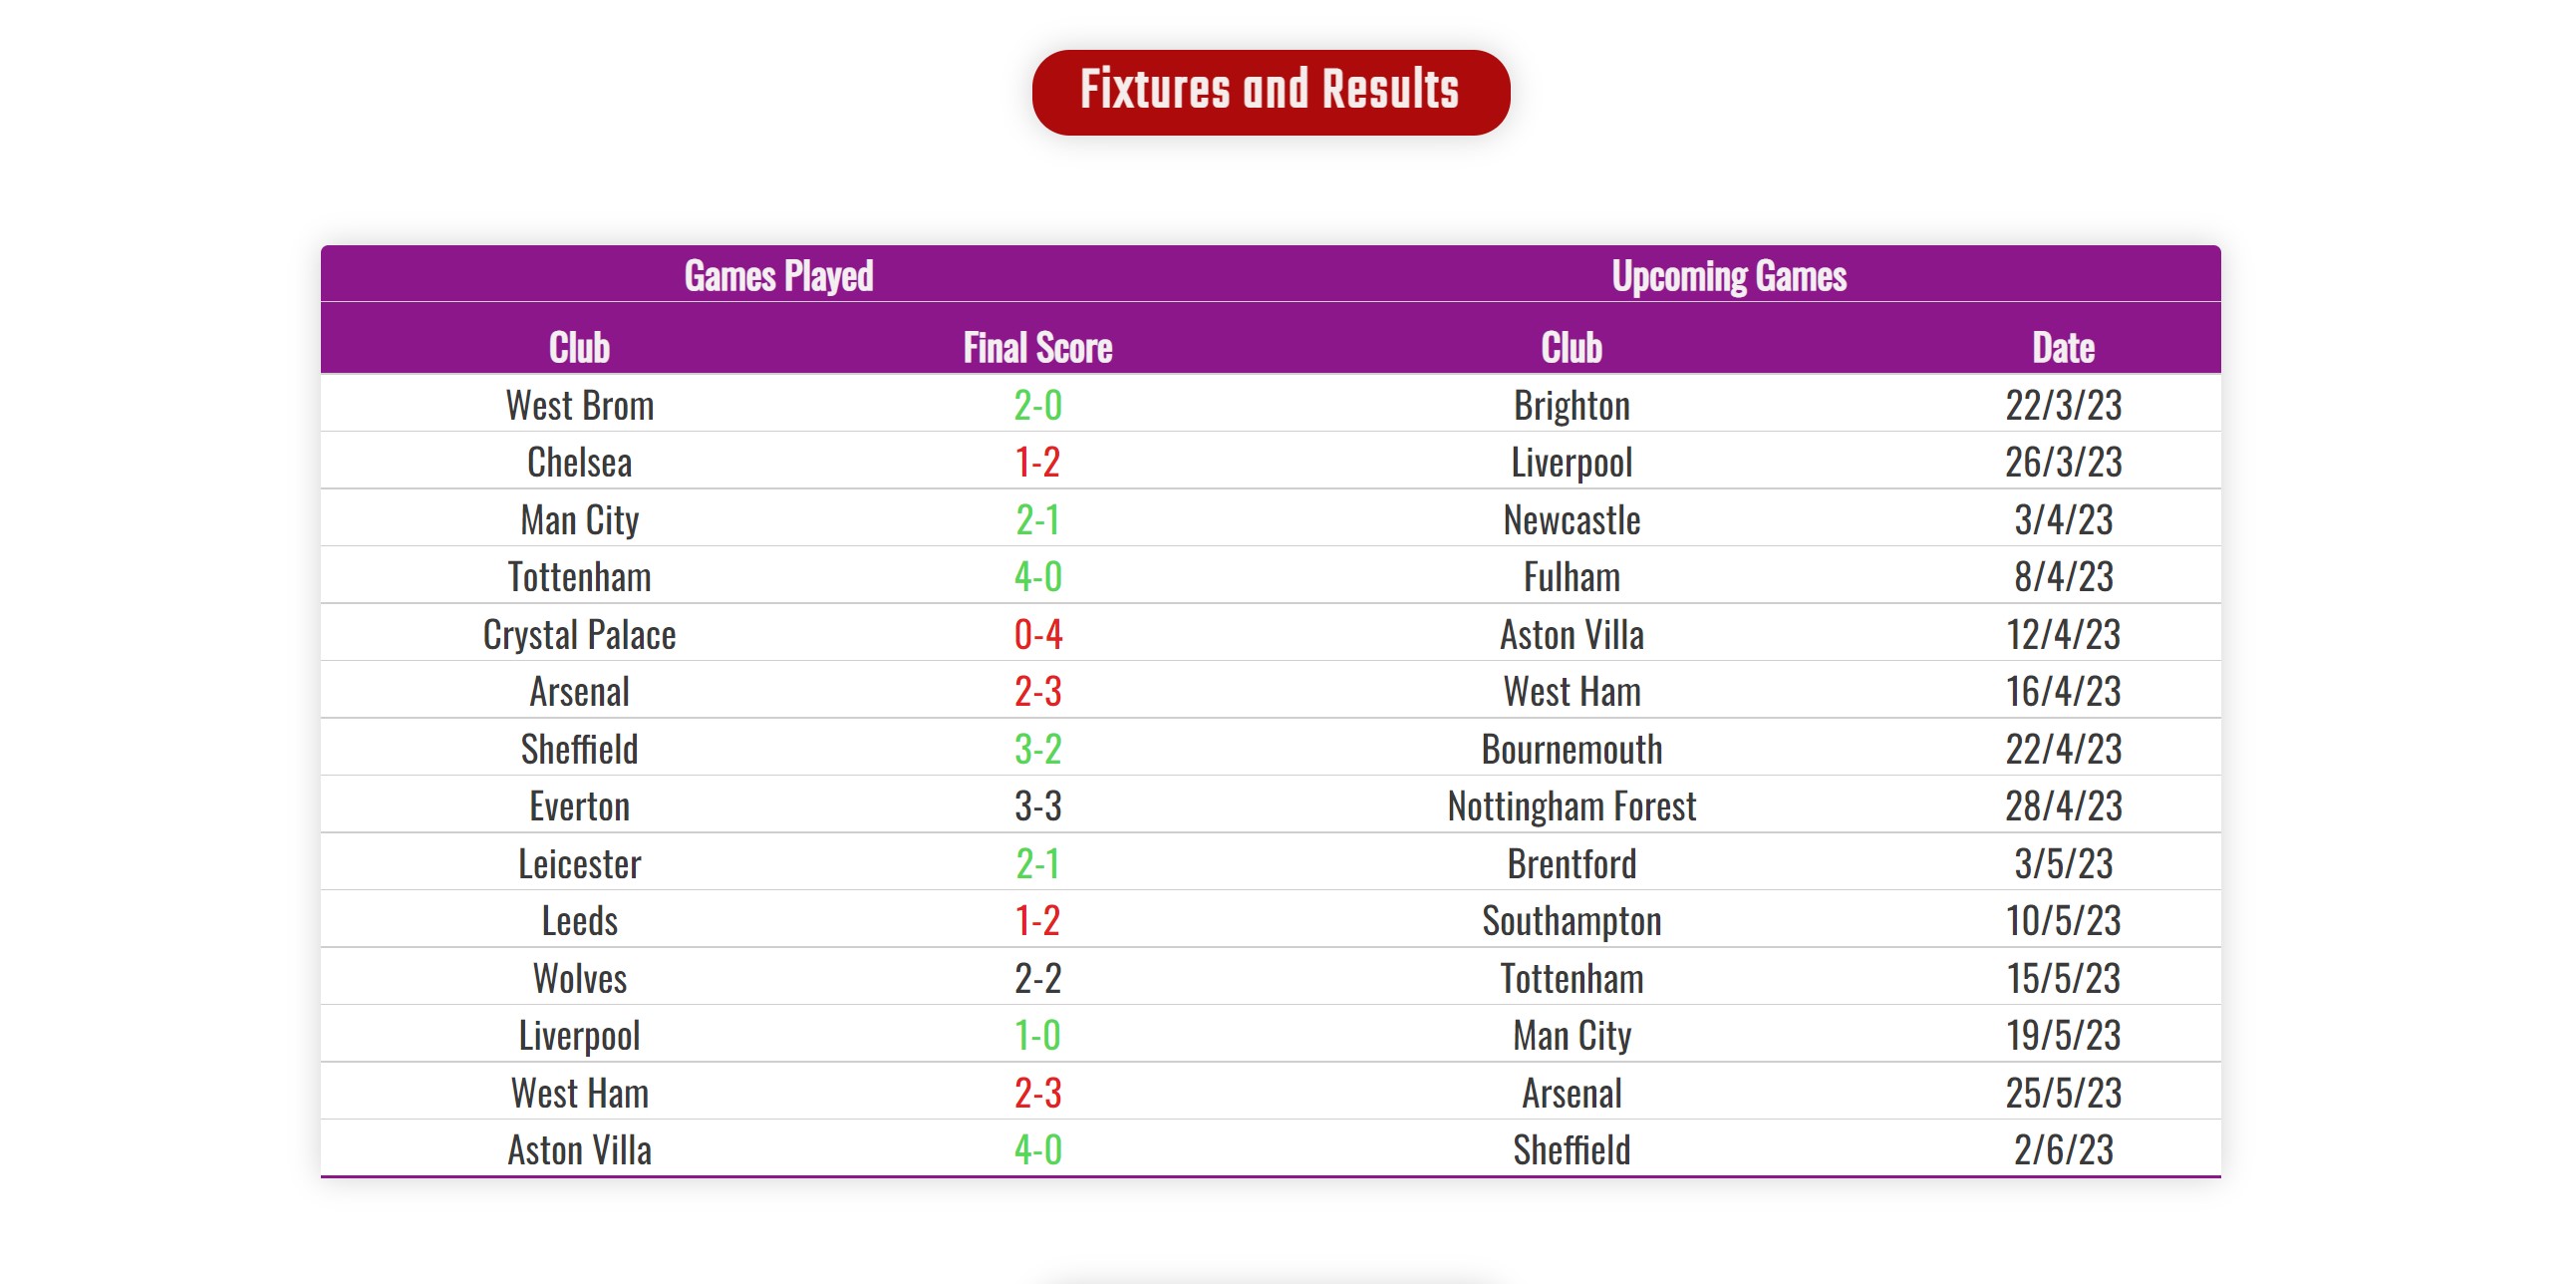 Fixtures and Results
Games Played Upcoming Games
Club Final Score Club Date
West Brom 2-0 Brighton 22/3/23
Chelsea 1-2 Liverpool 26/3/23
Man City 2-1 Newcastle 3/4/23
Tottenham 4-0 Fulham 8/4/23
Crystal Palace 0-4 Aston Villa 12/4/23
Arsenal 2-3 West Ham 16/4/23
Sheffield 3-2 Bournemouth 22/4/23
Everton 3-3 Nottingham Forest 28/4/23
Leicester 2-1 Brentford 3/5/23
Leeds 1-2 Southampton 10/5/23
Wolves 2-2 Tottenham 15/5/23
Liverpool 1-0 Man City 19/5/23
West Ham 2-3 Arsenal 25/5/23
Aston Villa 4-0 Sheffield 2/6/23